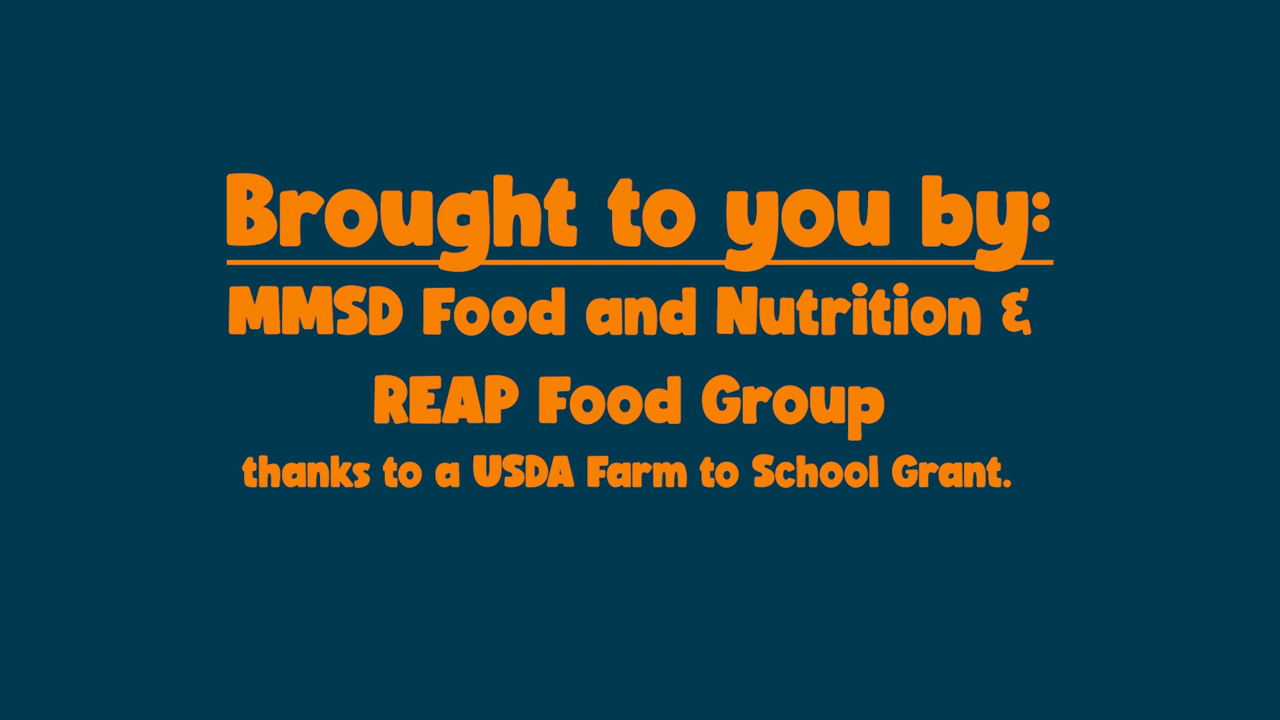 Brought to you by:
MMSD Food and Nutrition &
REAP Food Group
thanks to a USDA Farm to School Grant.